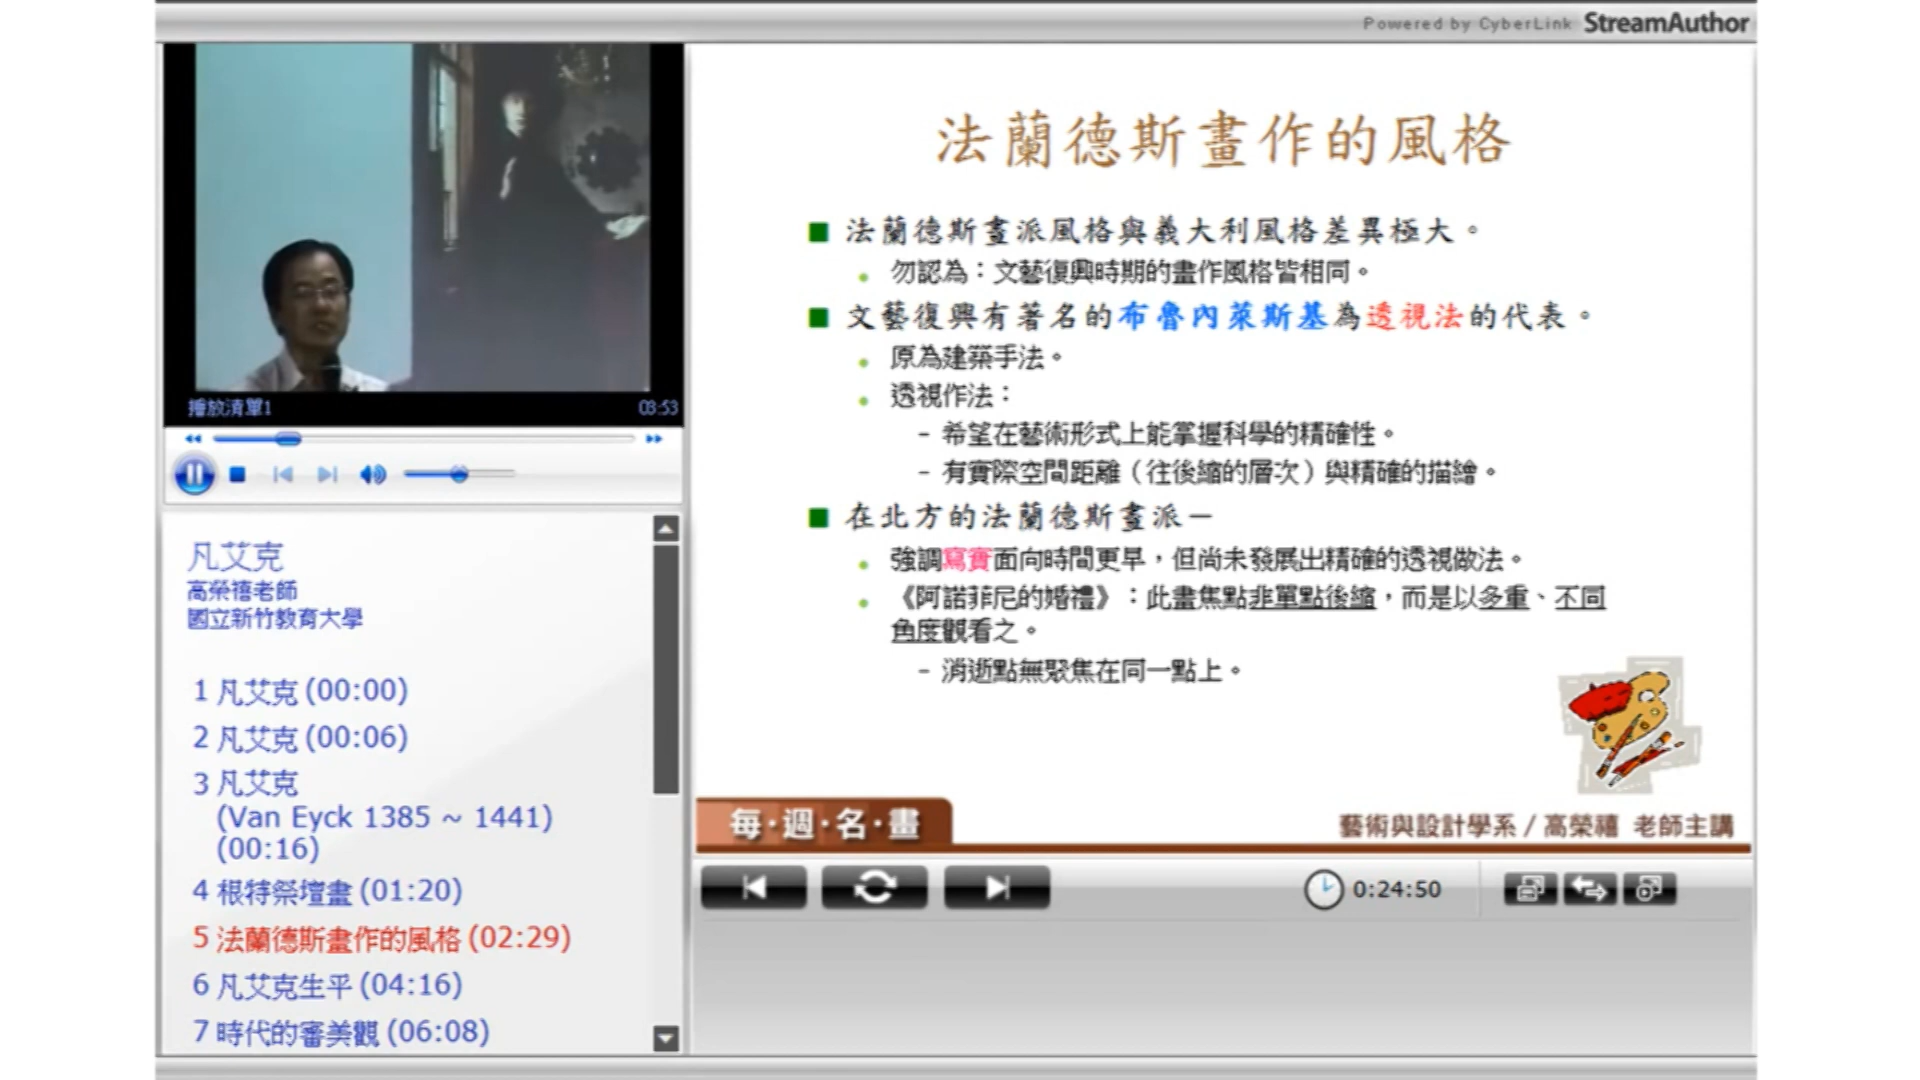 Powered by CyberLink StreamAuthor
播放清單1
03:53
凡艾克
高榮禧老師
國立新竹教育大學
1 凡艾克 (00:00)
2 凡艾克 (00:06)
3 凡艾克
(Van Eyck 1385 ~ 1441)
(00:16)
4 根特祭壇畫 (01:20)
5 法蘭德斯畫作的風格 (02:29)
6 凡艾克生平 (04:16)
7 時代的審美觀 (06:08)
法蘭德斯畫作的風格
法蘭德斯畫派風格與義大利風格差異極大。
勿認為：文藝復興時期的畫作風格皆相同。
文藝復興有著名的布魯內萊斯基為透視法的代表。
原為建築手法。
透視作法：
– 希望在藝術形式上能掌握科學的精確性。
– 有實際空間距離（往後縮的層次）與精確的描繪。
在北方的法蘭德斯畫派－
強調寫實面向時間更早，但尚未發展出精確的透視做法。
《阿諾菲尼的婚禮》：此畫焦點非單點後縮，而是以多重、不同
角度觀看之。
– 消逝點無聚焦在同一點上。
每·週·名·畫
藝術與設計學系 / 高榮禧 老師主講
0:24:50